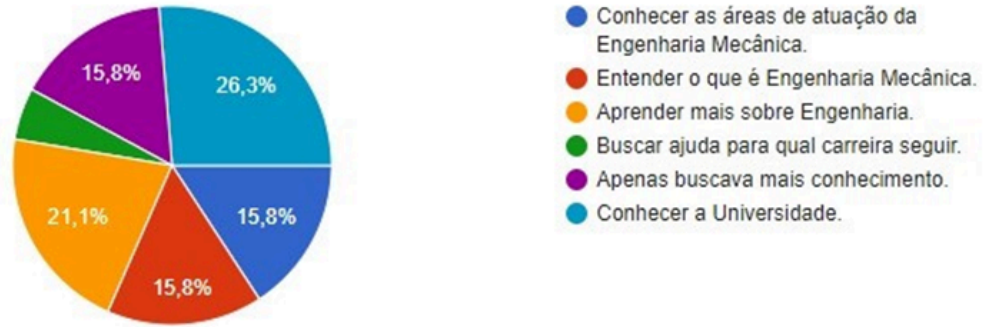 15,8%
26,3%
21,1%
15,8%
15,8%
Conhecer as áreas de atuação da
Engenharia Mecânica.
Entender o que é Engenharia Mecânica.
Aprender mais sobre Engenharia.
Buscar ajuda para qual carreira seguir.
Apenas buscava mais conhecimento.
Conhecer a Universidade.